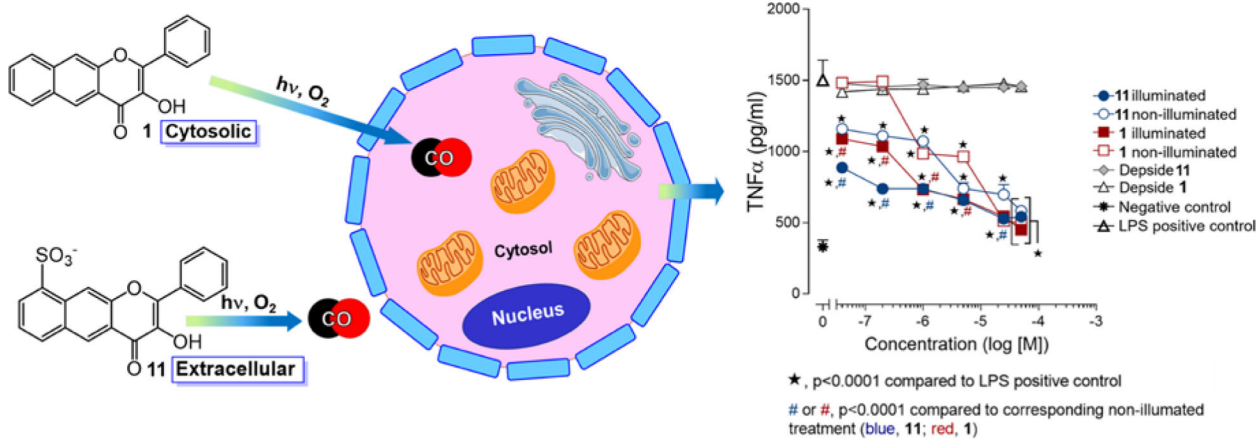 O
OH
O
1 Cytosolic
hν, O2
CO
SO3-
O
OH
O 11 Extracellular
hν, O2
CO
Cytosol
Nucleus
TNFα (pg/ml)
2000
1500
1000
500
0
0 -7 -6 -5 -4 -3
Concentration (log [M])
★ ★ ★ ★ ★ ★
★,# ★,# ★ ★,# ★ ★,#
★,# ★,# ★,# ★,# ★,# ★
11 illuminated
11 non-illuminated
1 illuminated
1 non-illuminated
Depside 11
Depside 1
Negative control
LPS positive control
★, p<0.0001 compared to LPS positive control
# or #, p<0.0001 compared to corresponding non-illumated
treatment (blue, 11; red, 1)